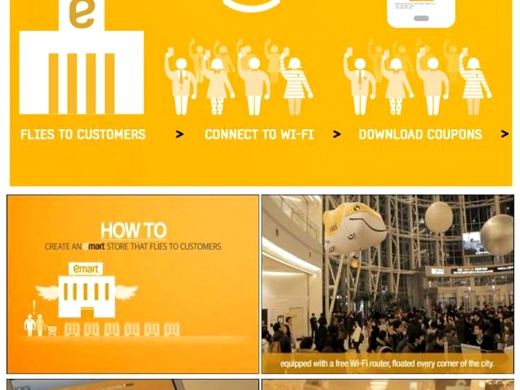 e
FLIES TO CUSTOMERS > CONNECT TO WI-FI > DOWNLOAD COUPONS >
HOW TO
CREATE AN emart STORE THAT FLIES TO CUSTOMERS
emart
equipped with a free Wi-Fi router, floated every corner of the city.